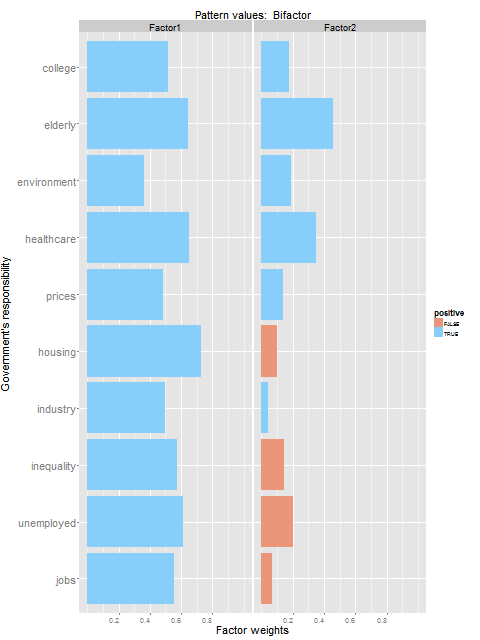 Pattern values: Bifactor
Factor1 Factor2
college
elderly
environment
healthcare
prices
housing
industry
inequality
unemployed
jobs
Government's responsibility
0.2 0.4 0.6 0.8 0.2 0.4 0.6 0.8
Factor weights
positive
FALSE
TRUE